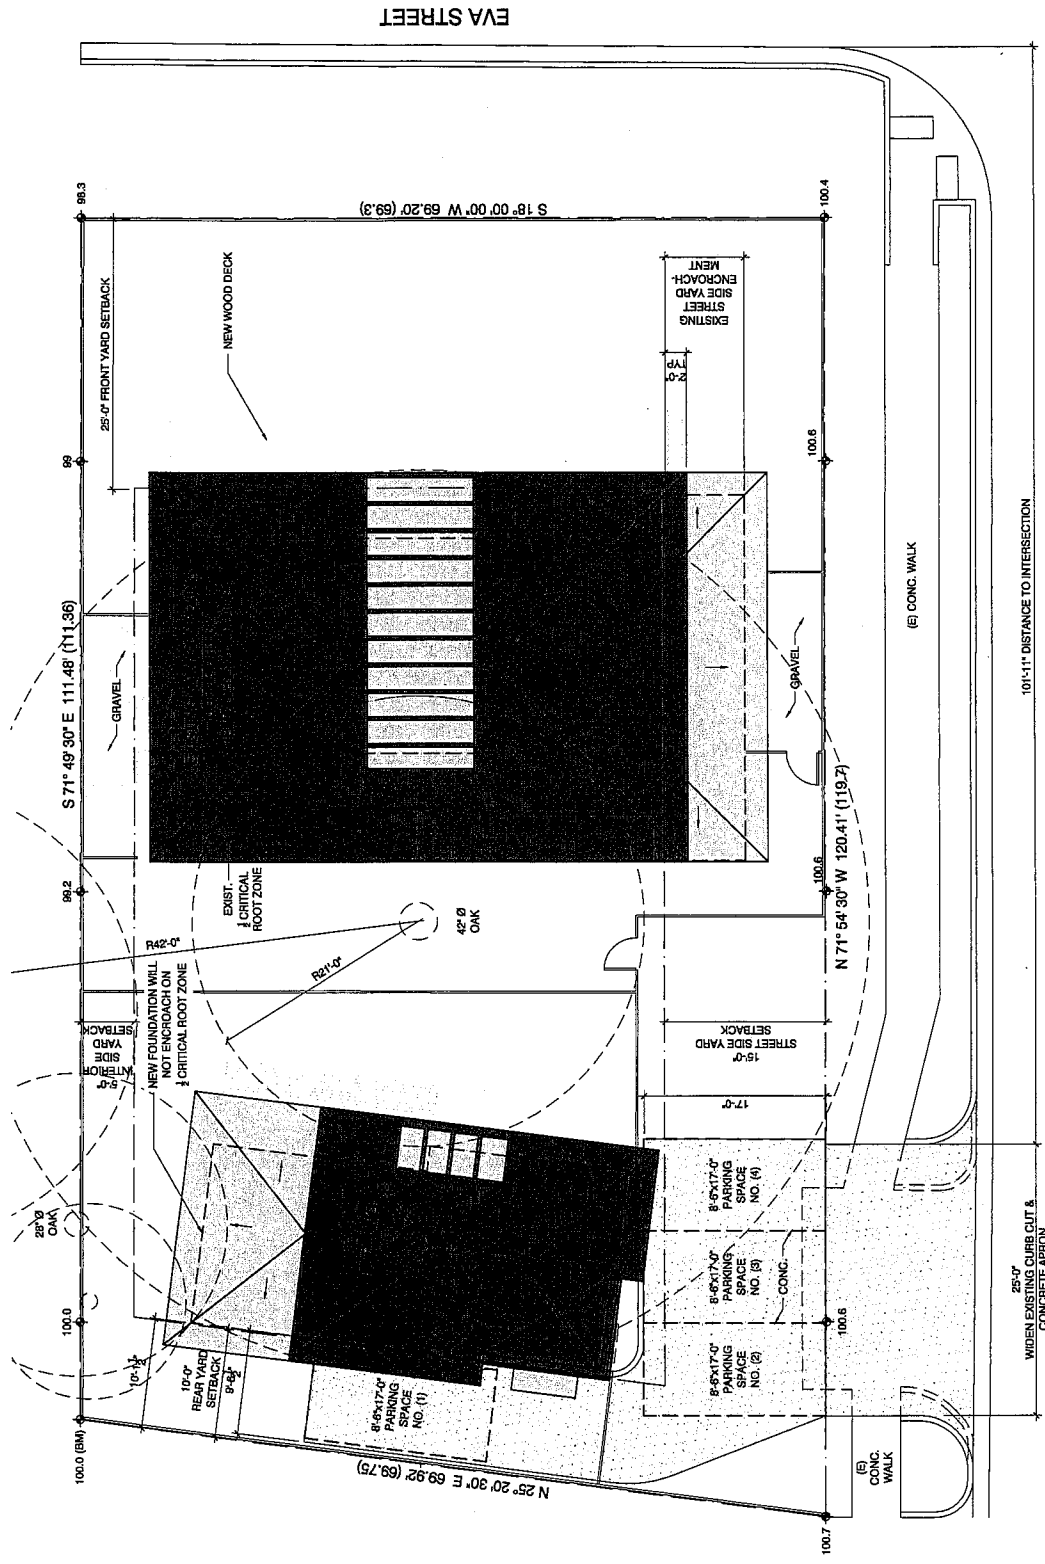 EVA STREET
98.3
S 18° 00' 00" W 69.20' (69.3)
100.4
25'-0" FRONT YARD SETBACK
NEW WOOD DECK
EXISTING
STREET
SIDE YARD
ENCROACH-
MENT
2'-0"
TYP
99
100.6
S 71° 49' 30" E 111.48' (111.36)
GRAVEL
GRAVEL
(E) CONC. WALK
101'-11" DISTANCE TO INTERSECTION
N 71° 54' 30" W 120.41' (119.7)
99.2
100.6
EXIST.
½ CRITICAL
ROOT ZONE
42" Ø
OAK
R42'-0"
R21'-0"
NEW FOUNDATION WILL
NOT ENCROACH ON
½ CRITICAL ROOT ZONE
5'-0"
INTERIOR
SIDE
YARD
SETBACK
15'-0"
STREET SIDE YARD
SETBACK
17'-0"
28" Ø
OAK
8'-6"x17'-0"
PARKING
SPACE
NO. (4)
8'-6"x17'-0"
PARKING
SPACE
NO. (3)
CONC.
8'-6"x17'-0"
PARKING
SPACE
NO. (2)
25'-0"
WIDEN EXISTING CURB CUT &
CONCRETE APRON
100.0
100.6
10'-0"
REAR YARD
SETBACK
8'-6"x17'-0"
PARKING
SPACE
NO. (1)
100.0 (BM)
N 25° 20' 30" E 69.92' (69.75)
(E)
CONC.
WALK
100.7